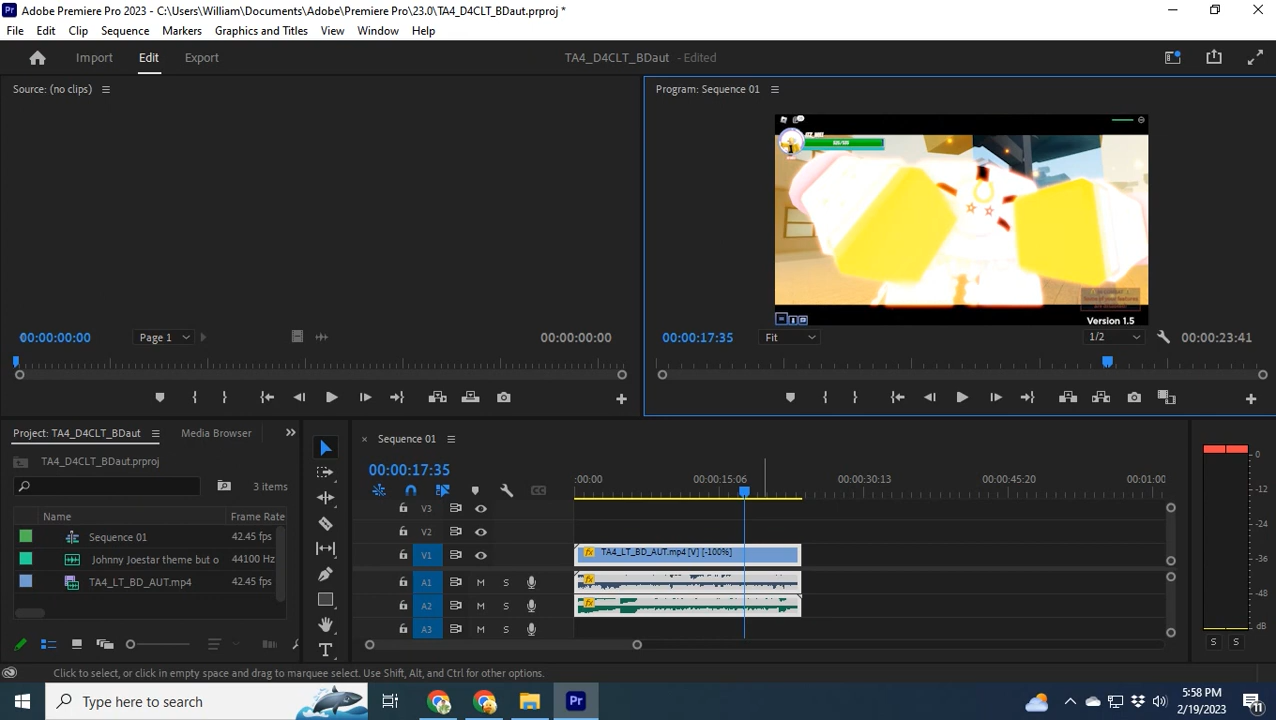 Adobe Premiere Pro 2023 - C:\Users\William\Documents\Adobe\Premiere Pro\23.0\TA4_D4CLT_BDaut.prproj *
File Edit Clip Sequence Markers Graphics and Titles View Window Help
Import Edit Export TA4_D4CLT_BDaut - Edited
Source: (no clips) Program: Sequence 01
Version 1.5
00:00:00:00 Page 1 00:00:00:00 00:00:17:35 Fit 1/2 00:00:23:41
Project: TA4_D4CLT_BDaut Media Browser Sequence 01
TA4_D4CLT_BDaut.prproj 00:00:17:35
3 items :00:00 00:00:15:06 00:00:30:13 00:00:45:20 00:01:00
Name Frame Rate V3
Sequence 01 42.45 fps V2
Johnny Joestar theme but o 44100 Hz V1 TA4_LT_BD_AUT.mp4 [V] [-100%]
TA4_LT_BD_AUT.mp4 42.45 fps A1 M S
A2 M S
A3 M S
0
-12
-24
-36
-48
dB
S S
Click to select, or click in empty space and drag to marquee select. Use Shift, Alt, and Ctrl for other options.
Type here to search
5:58 PM
2/19/2023
11